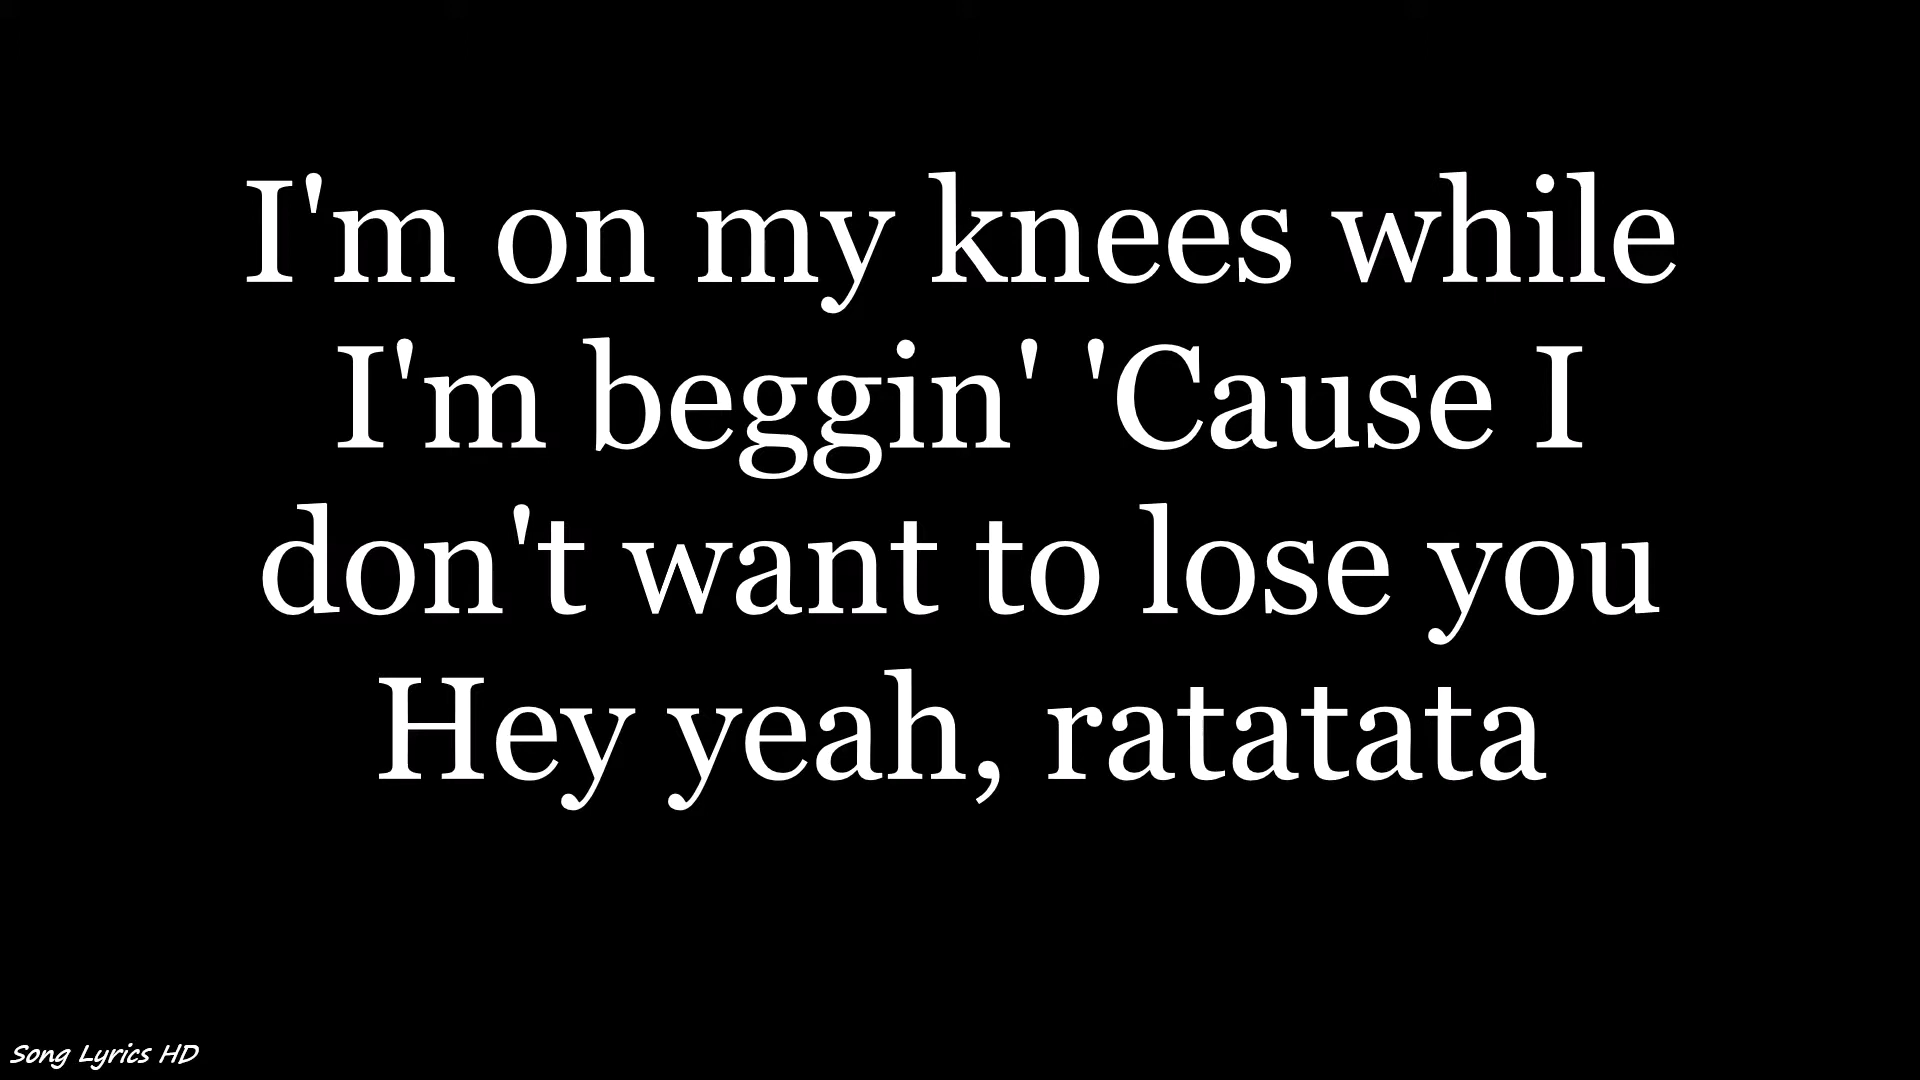 I'm on my knees while
I'm beggin' 'Cause I
don't want to lose you
Hey yeah, ratatata
Song Lyrics HD